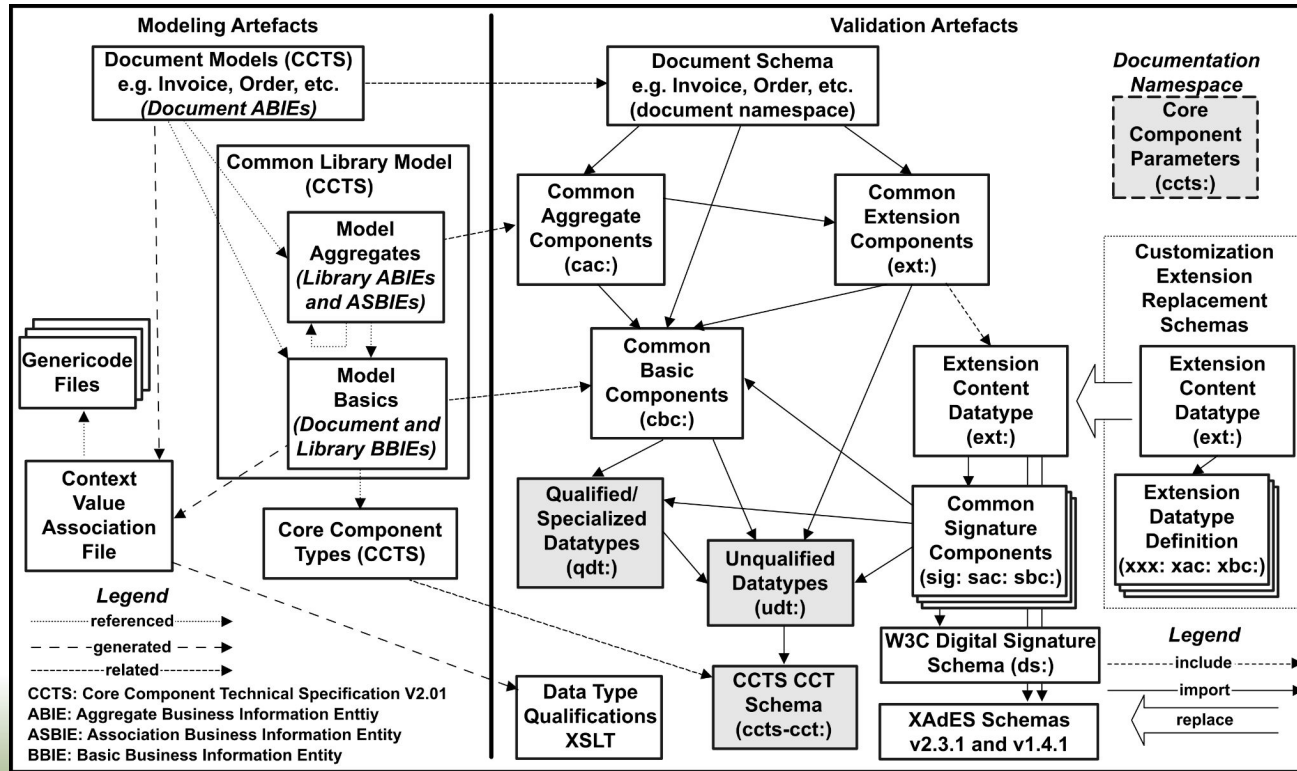 Modeling Artefacts
Document Models (CCTS)
e.g. Invoice, Order, etc.
(Document ABIEs)
Common Library Model
(CCTS)
Model
Aggregates
(Library ABIEs
and ASBIEs)
Genericode
Files
Model
Basics
(Document and
Library BBIEs)
Context
Value
Association
File
Core Component
Types (CCTS)
Legend
referenced
generated
related
CCTS: Core Component Technical Specification V2.01
ABIE: Aggregate Business Information Enttiy
ASBIE: Association Business Information Entity
BBIE: Basic Business Information Entity
Validation Artefacts
Document Schema
e.g. Invoice, Order, etc.
(document namespace)
Common
Aggregate
Components
(cac:)
Common
Extension
Components
(ext:)
Common
Basic
Components
(cbc:)
Extension
Content
Datatype
(ext:)
Qualified/
Specialized
Datatypes
(qdt:)
Unqualified
Datatypes
(udt:)
Common
Signature
Components
(sig: sac: sbc:)
W3C Digital Signature
Schema (ds:)
CCTS CCT
Schema
(ccts-cct:)
Data Type
Qualifications
XSLT
XAdES Schemas
v2.3.1 and v1.4.1
Documentation
Namespace
Core
Component
Parameters
(ccts:)
Customization
Extension
Replacement
Schemas
Extension
Content
Datatype
(ext:)
Extension
Datatype
Definition
(xxx: xac: xbc:)
Legend
include
import
replace